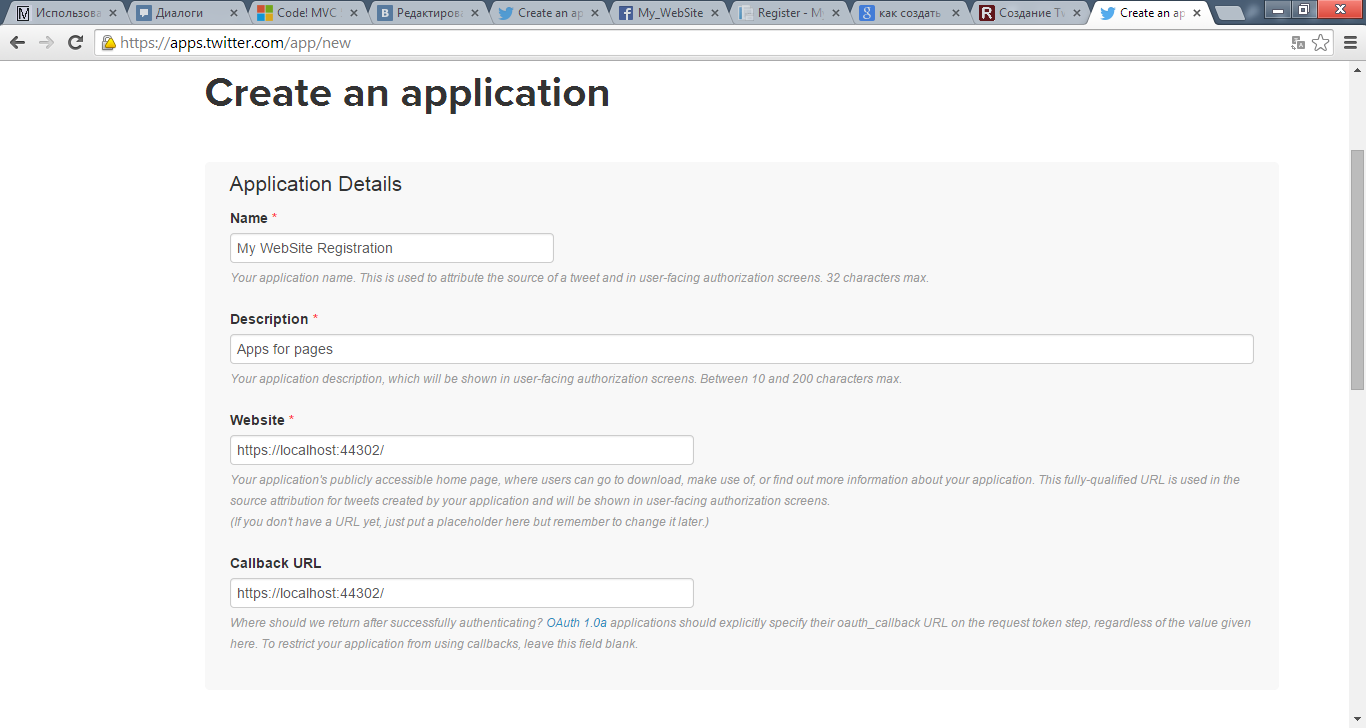 Использова
Диалоги
Code! MVC
Редактирова
Create an ap
My_WebSite
Register - My
как создать
Создание Tw
Create an ap
https://apps.twitter.com/app/new
Create an application
Application Details
Name *
My WebSite Registration
Your application name. This is used to attribute the source of a tweet and in user-facing authorization screens. 32 characters max.
Description *
Apps for pages
Your application description, which will be shown in user-facing authorization screens. Between 10 and 200 characters max.
Website *
https://localhost:44302/
Your application's publicly accessible home page, where users can go to download, make use of, or find out more information about your application. This fully-qualified URL is used in the
source attribution for tweets created by your application and will be shown in user-facing authorization screens.
(If you don't have a URL yet, just put a placeholder here but remember to change it later.)
Callback URL
https://localhost:44302/
Where should we return after successfully authenticating? OAuth 1.0a applications should explicitly specify their oauth_callback URL on the request token step, regardless of the value given
here. To restrict your application from using callbacks, leave this field blank.